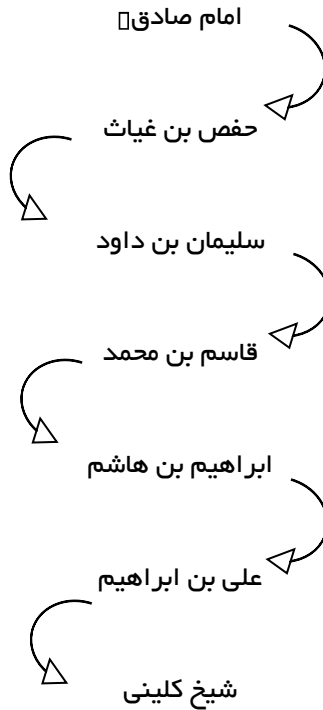 امام صادق▯
حفص بن غیاث
سلیمان بن داود
قاسم بن محمد
ابراهیم بن هاشم
علی بن ابراهیم
شیخ کلینی